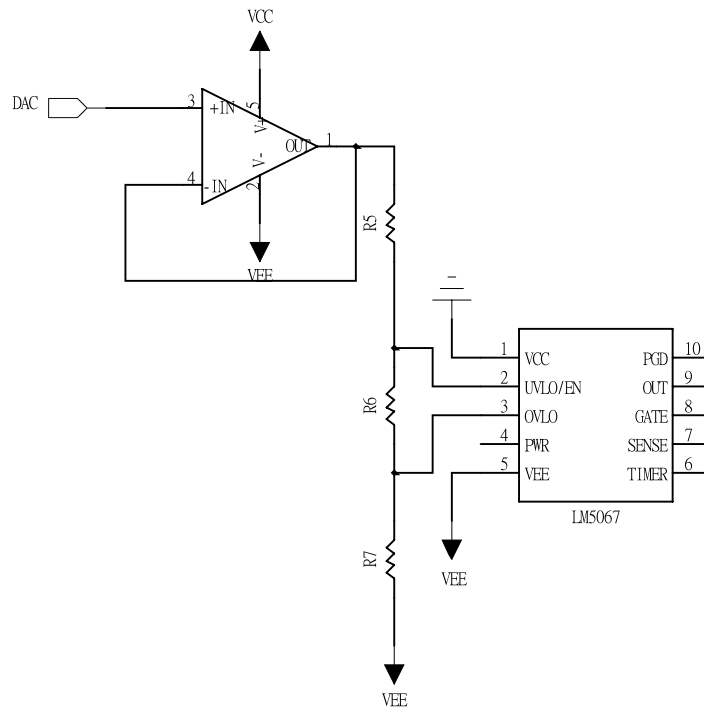 VCC
DAC
3
+IN
5
V+
OUT
1
V-
4
-IN
2
VEE
R5
1
VCC
PGD
10
2
UVLO/EN
OUT
9
R6
3
OVLO
GATE
8
4
PWR
SENSE
7
5
VEE
TIMER
6
LM5067
R7
VEE
VEE